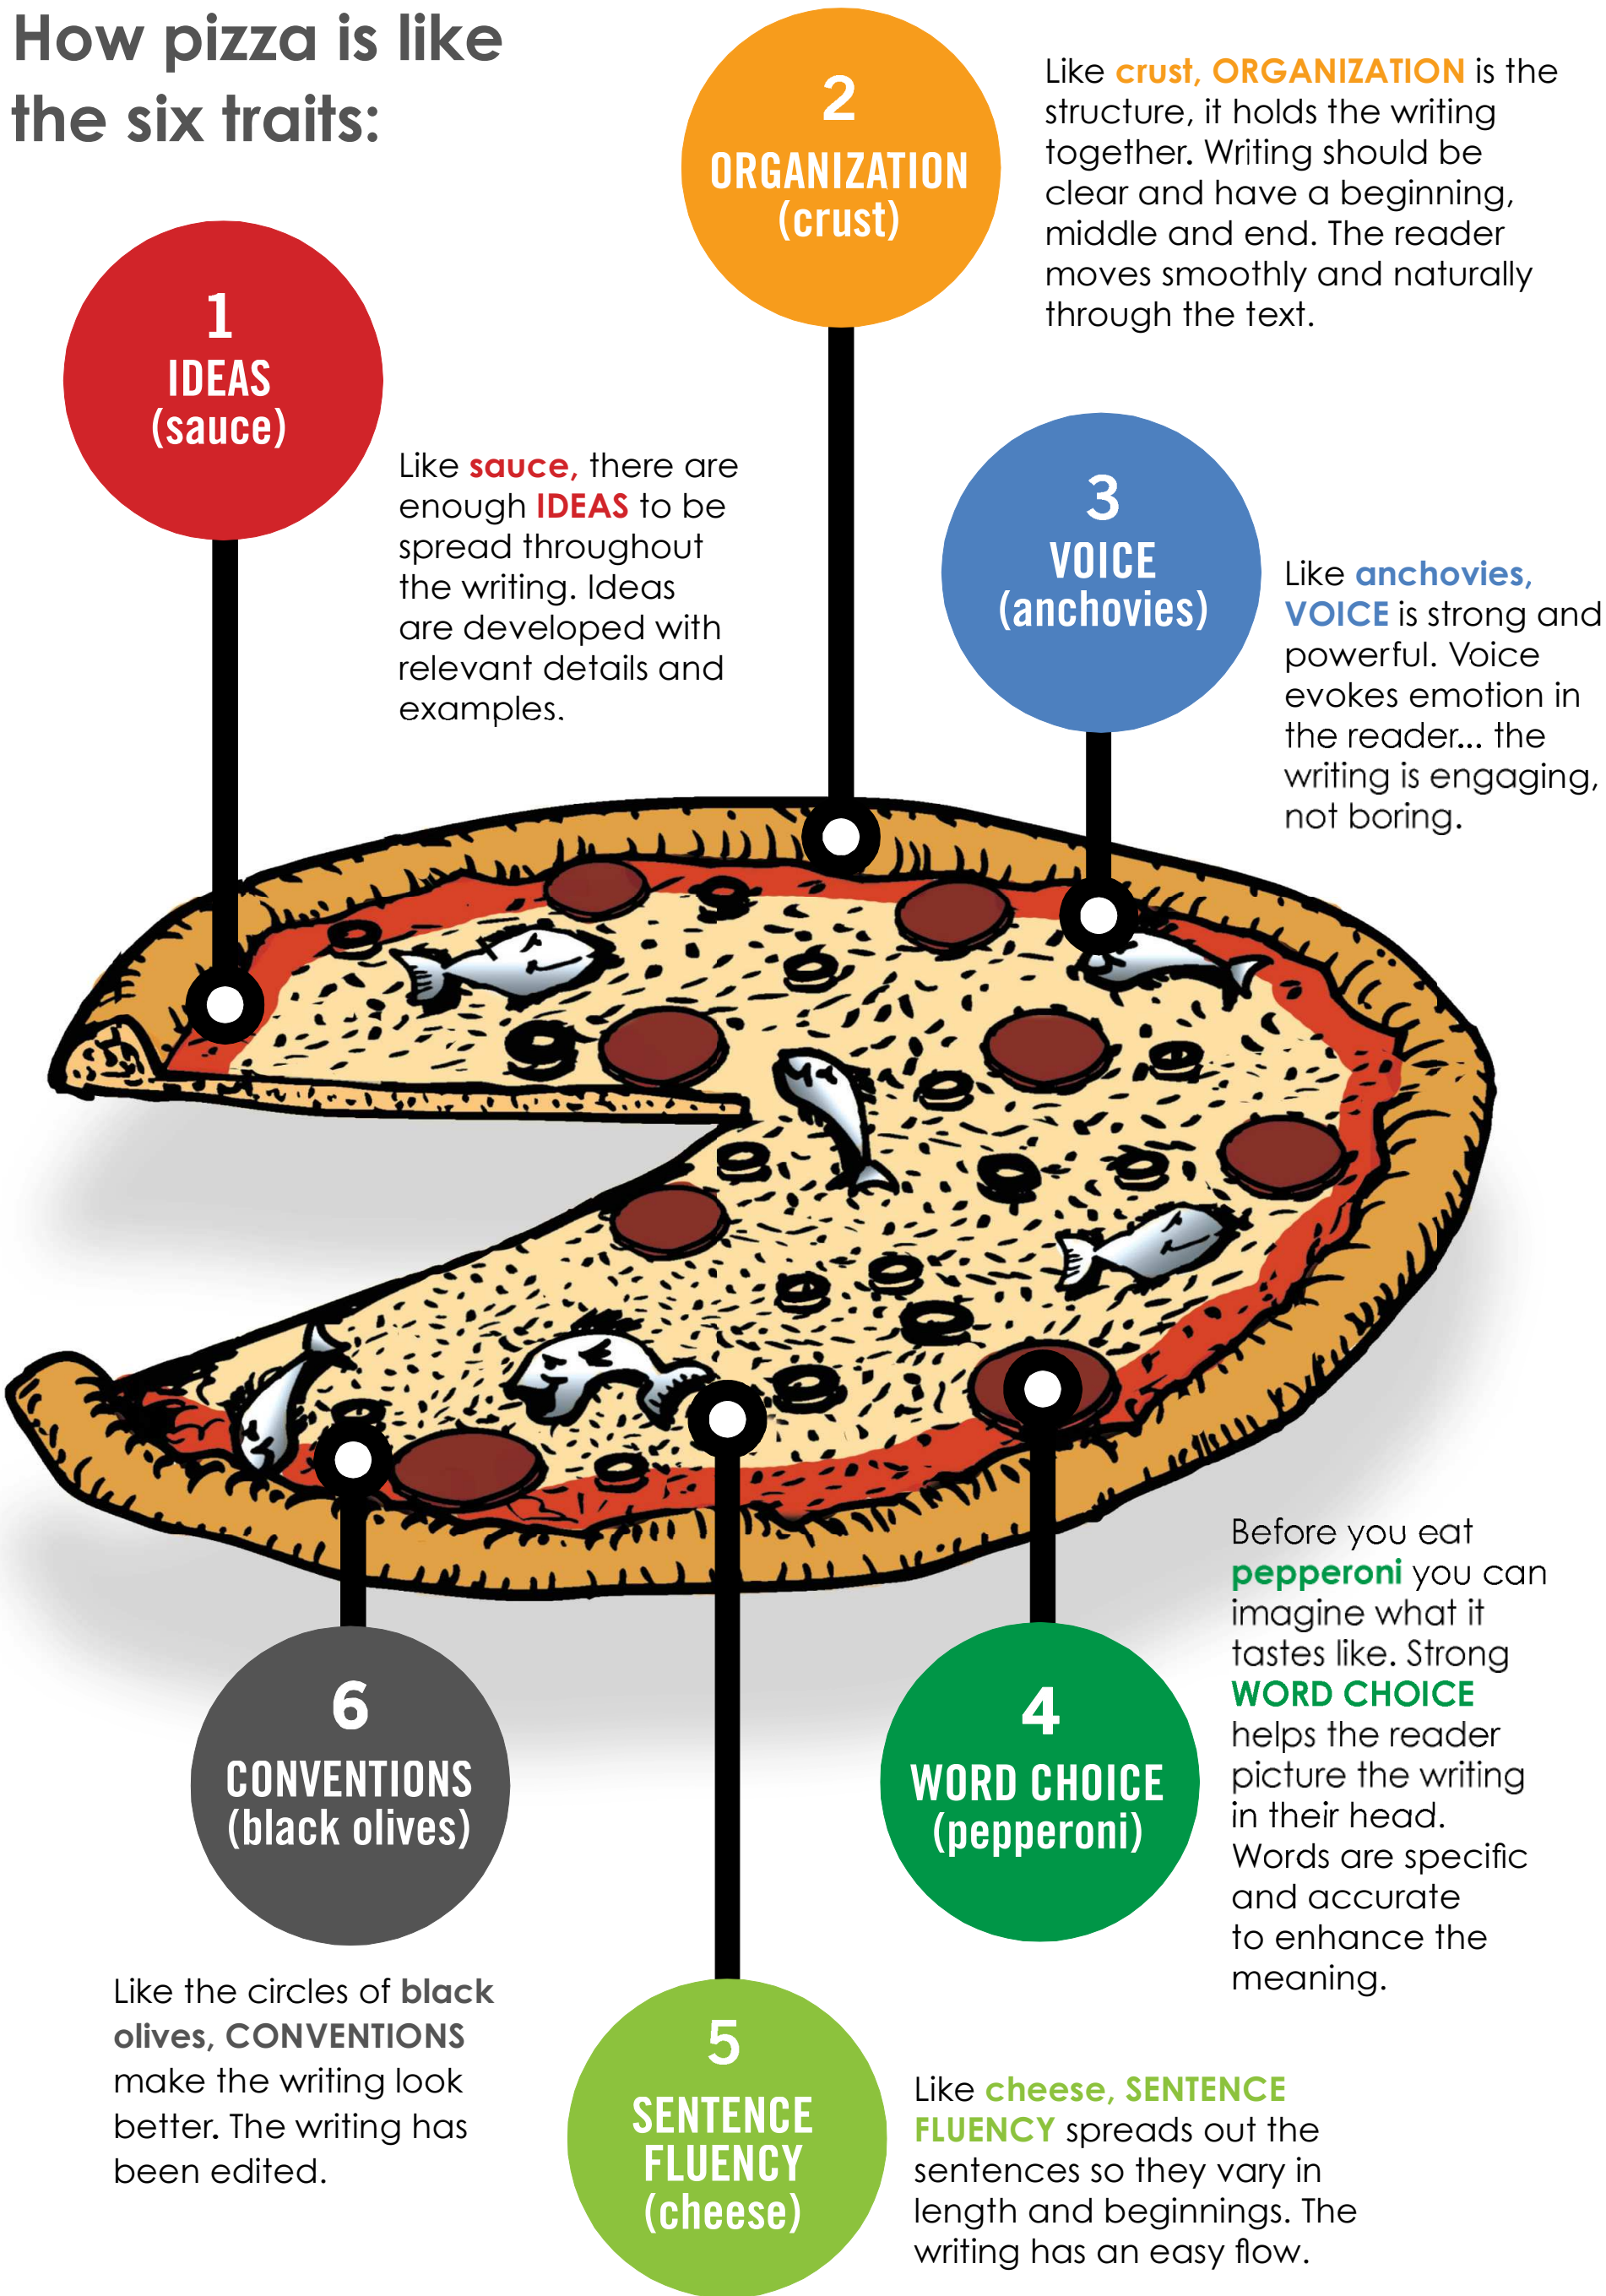 How pizza is like
the six traits:
1
IDEAS
(sauce)
Like sauce, there are
enough IDEAS to be
spread throughout
the writing. Ideas
are developed with
relevant details and
examples.
2
ORGANIZATION
(crust)
Like crust, ORGANIZATION is the
structure, it holds the writing
together. Writing should be
clear and have a beginning,
middle and end. The reader
moves smoothly and naturally
through the text.
3
VOICE
(anchovies)
Like anchovies,
VOICE is strong and
powerful. Voice
evokes emotion in
the reader... the
writing is engaging,
not boring.
4
WORD CHOICE
(pepperoni)
Before you eat
pepperoni you can
imagine what it
tastes like. Strong
WORD CHOICE
helps the reader
picture the writing
in their head.
Words are specific
and accurate
to enhance the
meaning.
5
SENTENCE
FLUENCY
(cheese)
Like cheese, SENTENCE
FLUENCY spreads out the
sentences so they vary in
length and beginnings. The
writing has an easy flow.
6
CONVENTIONS
(black olives)
Like the circles of black
olives, CONVENTIONS
make the writing look
better. The writing has
been edited.